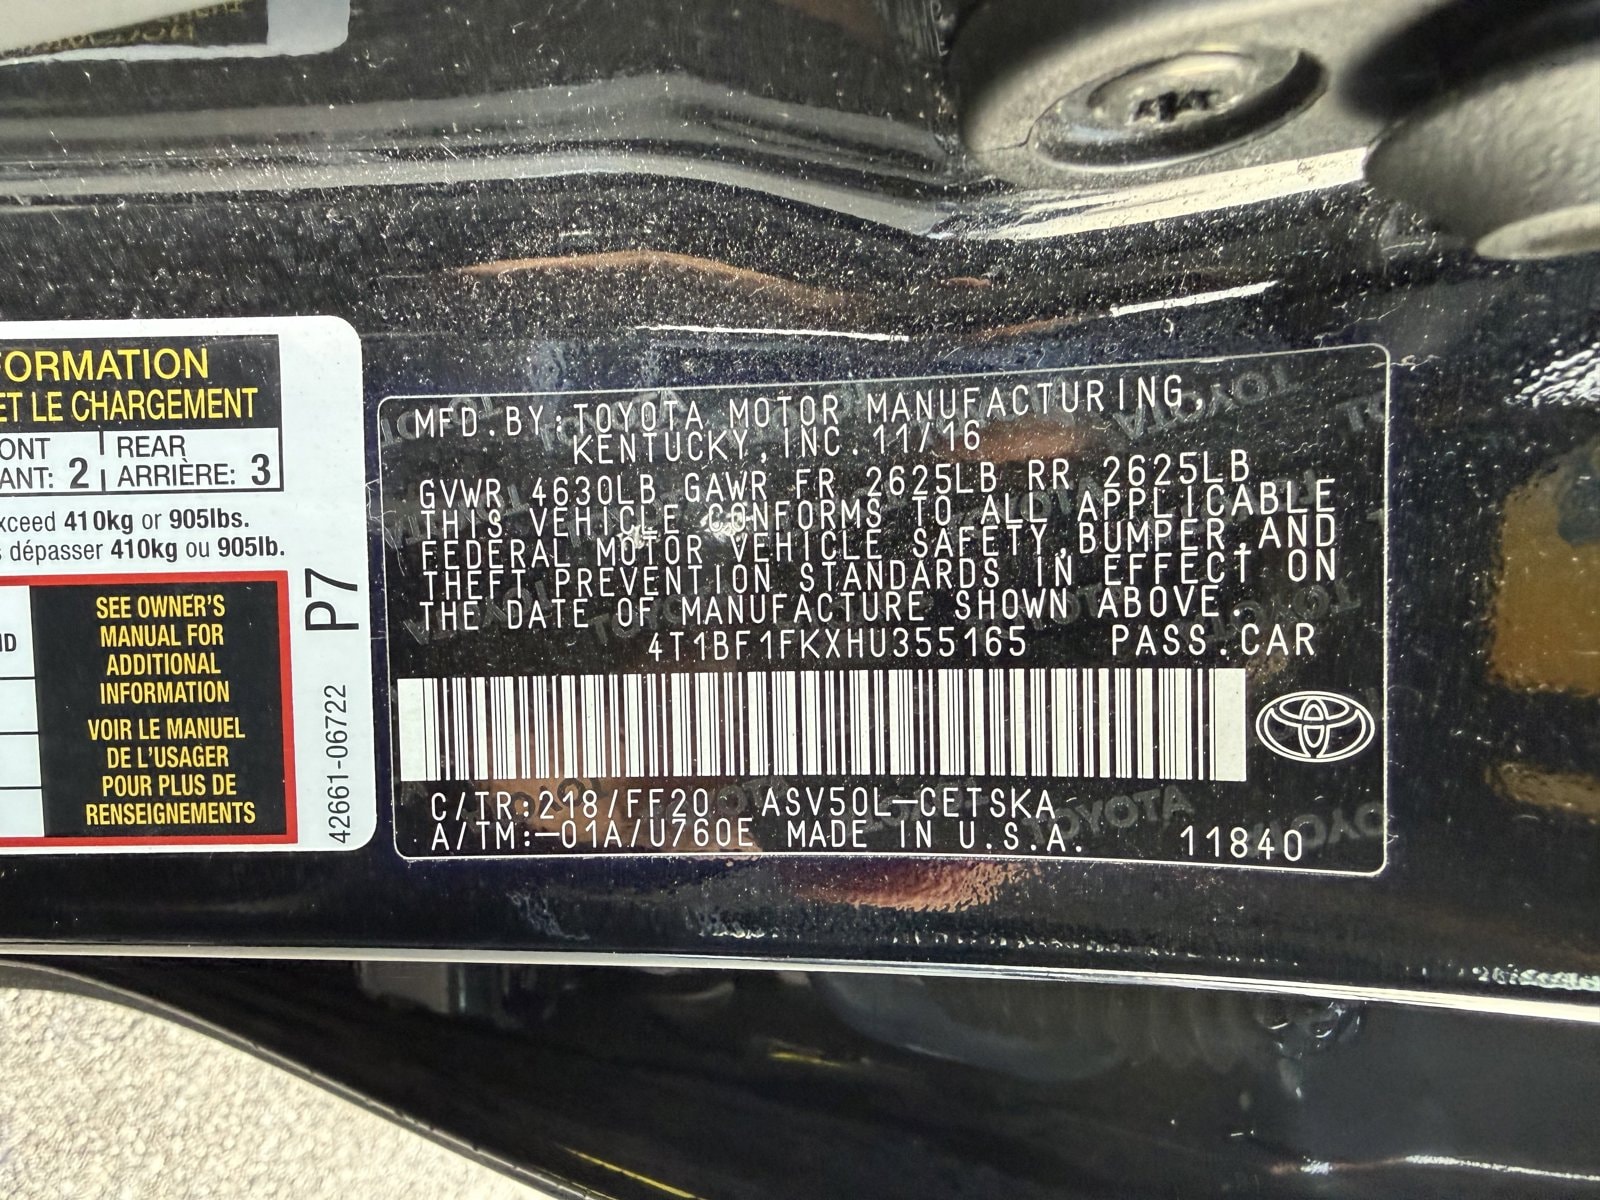 FORMATION
ET LE CHARGEMENT
ONT
REAR
ANT: 2
ARRIÈRE: 3
xceed 410kg or 905lbs.
s dépasser 410kg ou 905lb.
SEE OWNER'S
MANUAL FOR
ADDITIONAL
INFORMATION
VOIR LE MANUEL
DE L'USAGER
POUR PLUS DE
RENSEIGNEMENTS
P7
42661-06722
MFD.BY:TOYOTA MOTOR MANUFACTURING,
KENTUCKY,INC.11/16
GVWR 4630LB GAWR FR 2625LB RR 2625LB
THIS VEHICLE CONFORMS TO ALL APPLICABLE
FEDERAL MOTOR VEHICLE SAFETY,BUMPER,AND
THEFT PREVENTION STANDARDS IN EFFECT ON
THE DATE OF MANUFACTURE SHOWN ABOVE.
4T1BF1FKXHU355165 PASS.CAR
C/TR:218/FF20 ASV50L-CETSKA
A/TM:-01A/U760E MADE IN U.S.A. 11840